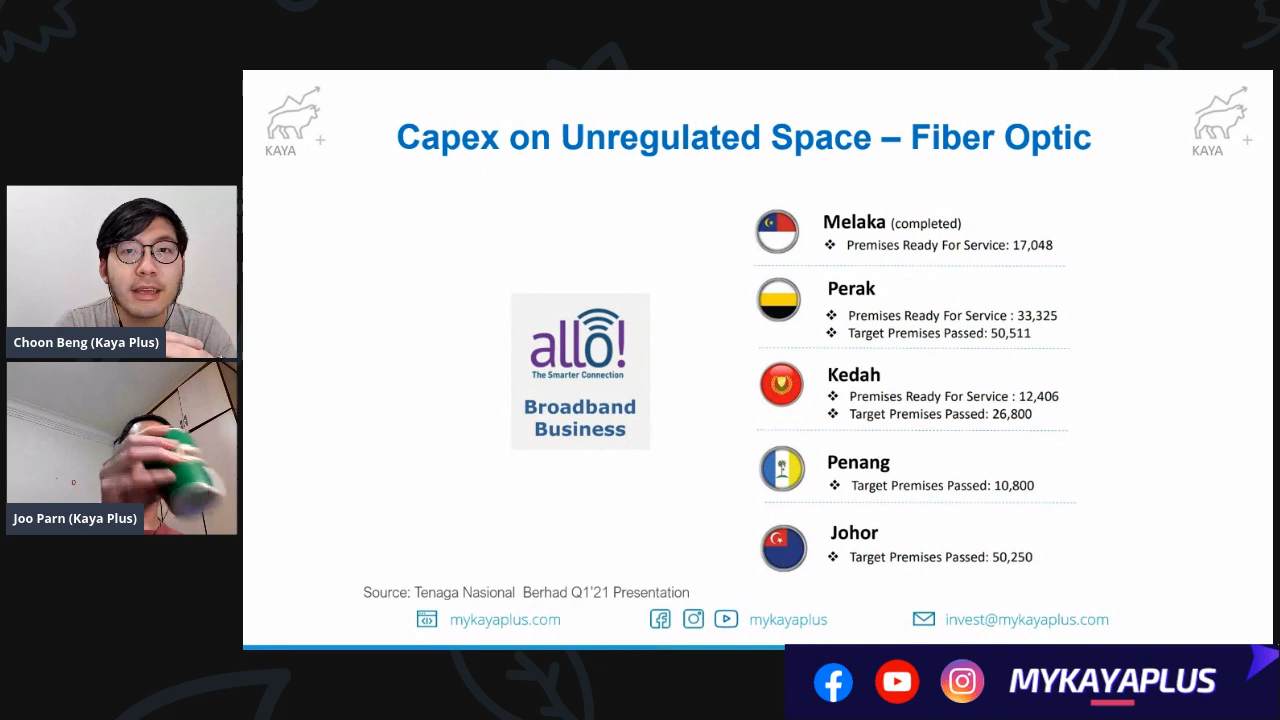 KAYA +
KAYA +
Capex on Unregulated Space – Fiber Optic
Melaka (completed)
❖ Premises Ready For Service: 17,048
Perak
❖ Premises Ready For Service : 33,325
❖ Target Premises Passed: 50,511
Kedah
❖ Premises Ready For Service : 12,406
❖ Target Premises Passed: 26,800
Penang
❖ Target Premises Passed: 10,800
Johor
❖ Target Premises Passed: 50,250
allo!
The Smarter Connection
Broadband
Business
Choon Beng (Kaya Plus)
Joo Parn (Kaya Plus)
Source: Tenaga Nasional Berhad Q1'21 Presentation
mykayaplus.com
mykayaplus
invest@mykayaplus.com
MYKAYAPLUS